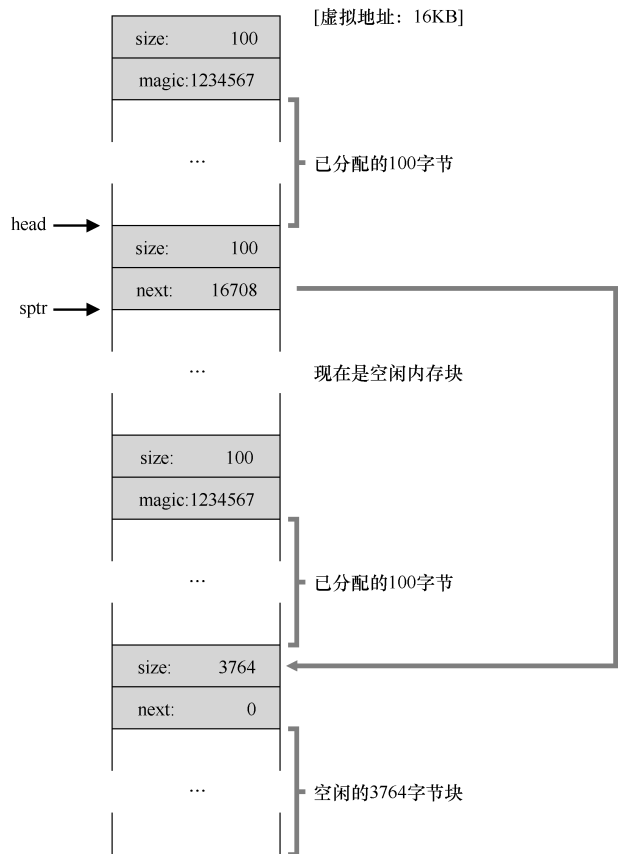 [虚拟地址：16KB]
size: 100
magic:1234567
…
已分配的100字节
head
size: 100
next: 16708
sptr
…
现在是空闲内存块
size: 100
magic:1234567
…
已分配的100字节
size: 3764
next: 0
…
空闲的3764字节块